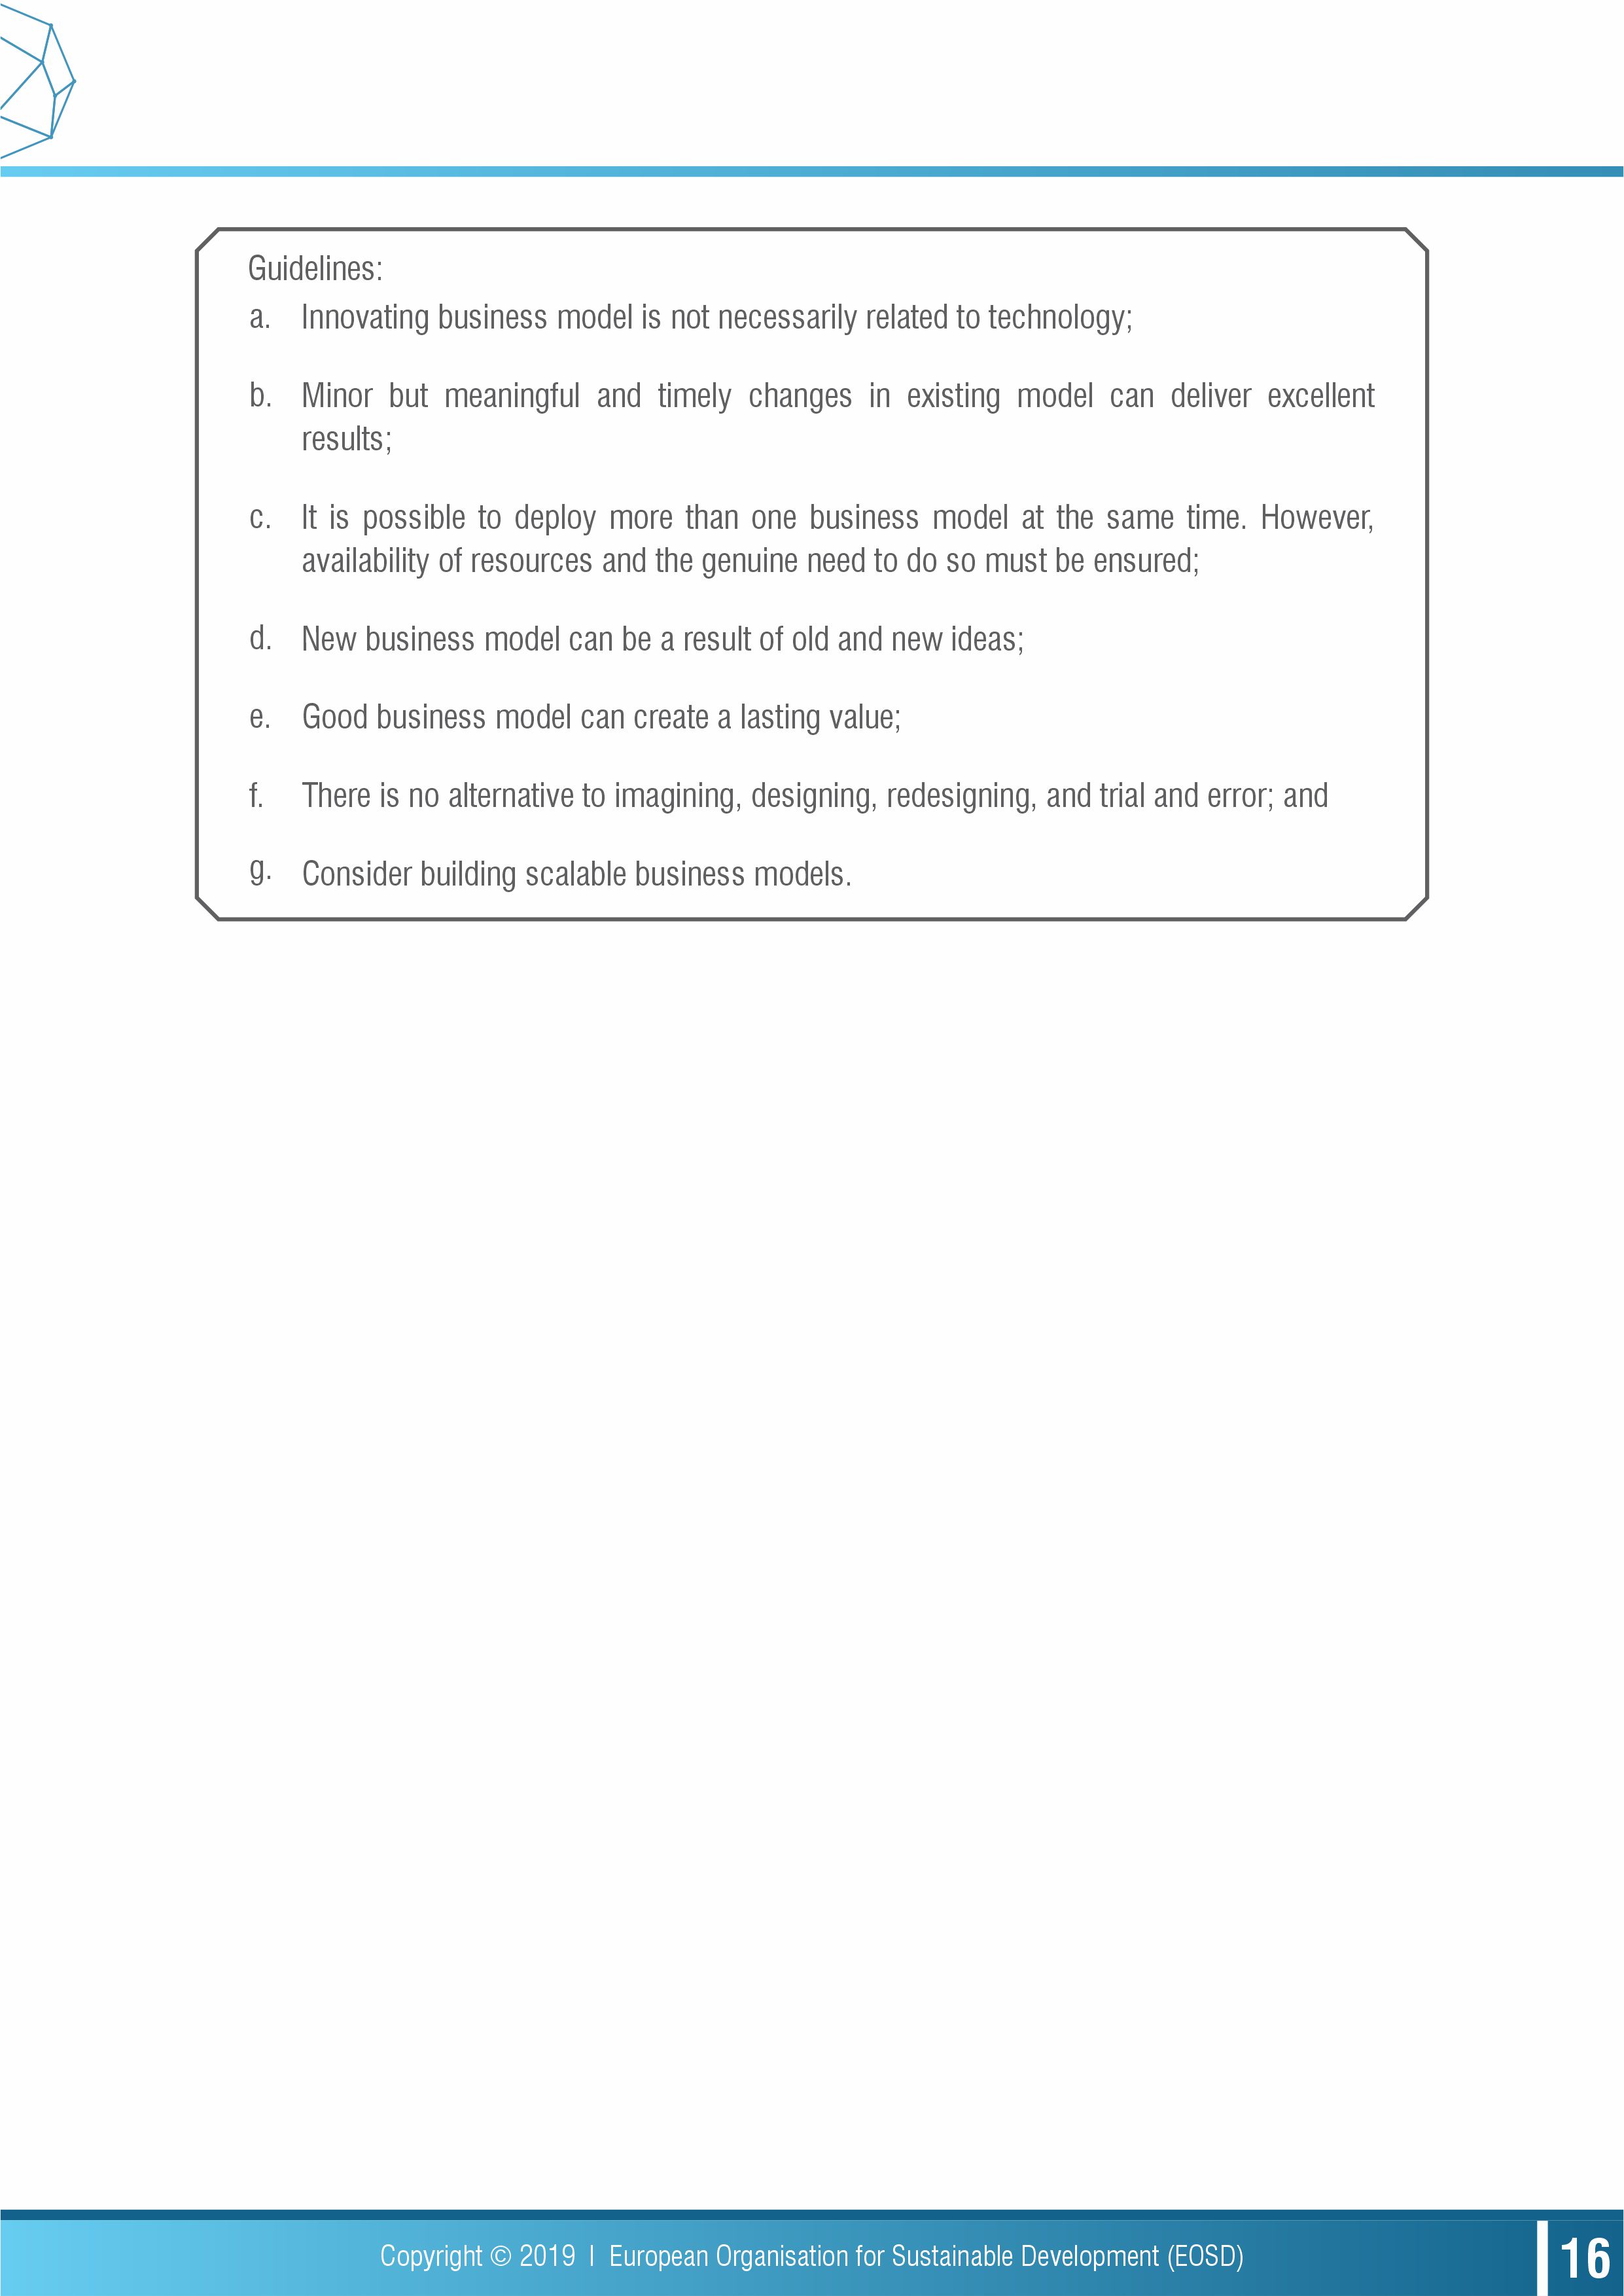 Guidelines:
a. Innovating business model is not necessarily related to technology;
b. Minor but meaningful and timely changes in existing model can deliver excellent
results;
c. It is possible to deploy more than one business model at the same time. However,
availability of resources and the genuine need to do so must be ensured;
d. New business model can be a result of old and new ideas;
e. Good business model can create a lasting value;
f. There is no alternative to imagining, designing, redesigning, and trial and error; and
g. Consider building scalable business models.
Copyright © 2019 | European Organisation for Sustainable Development (EOSD)
16